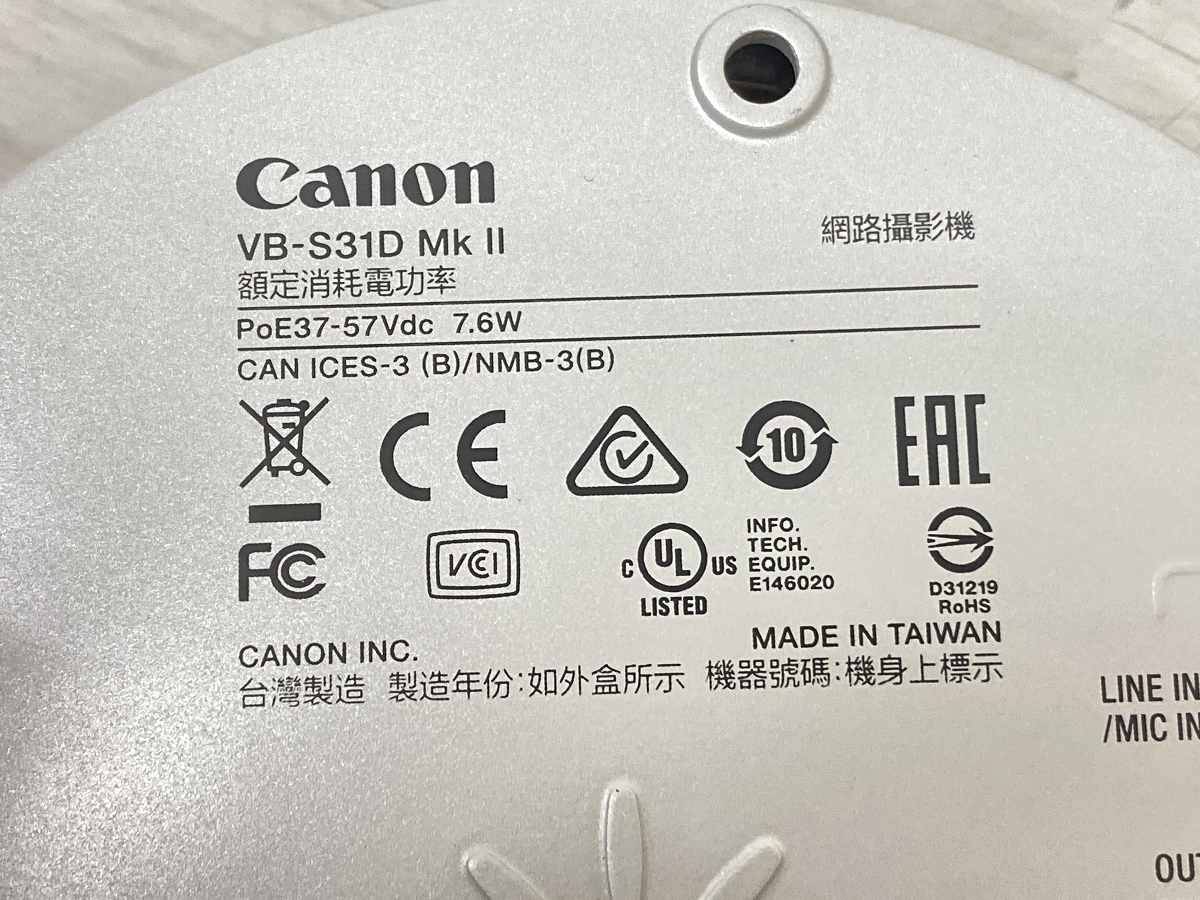 Canon
VB-S31D Mk II
網路攝影機
額定消耗電功率
PoE37-57Vdc 7.6W
CAN ICES-3 (B)/NMB-3(B)
CE
10
EAC
FC
VCCI
C UL US
LISTED
INFO.
TECH.
EQUIP.
E146020
D31219
RoHS
CANON INC.
MADE IN TAIWAN
台灣製造 製造年份:如外盒所示 機器號碼:機身上標示
LINE IN
/MIC IN
OUT